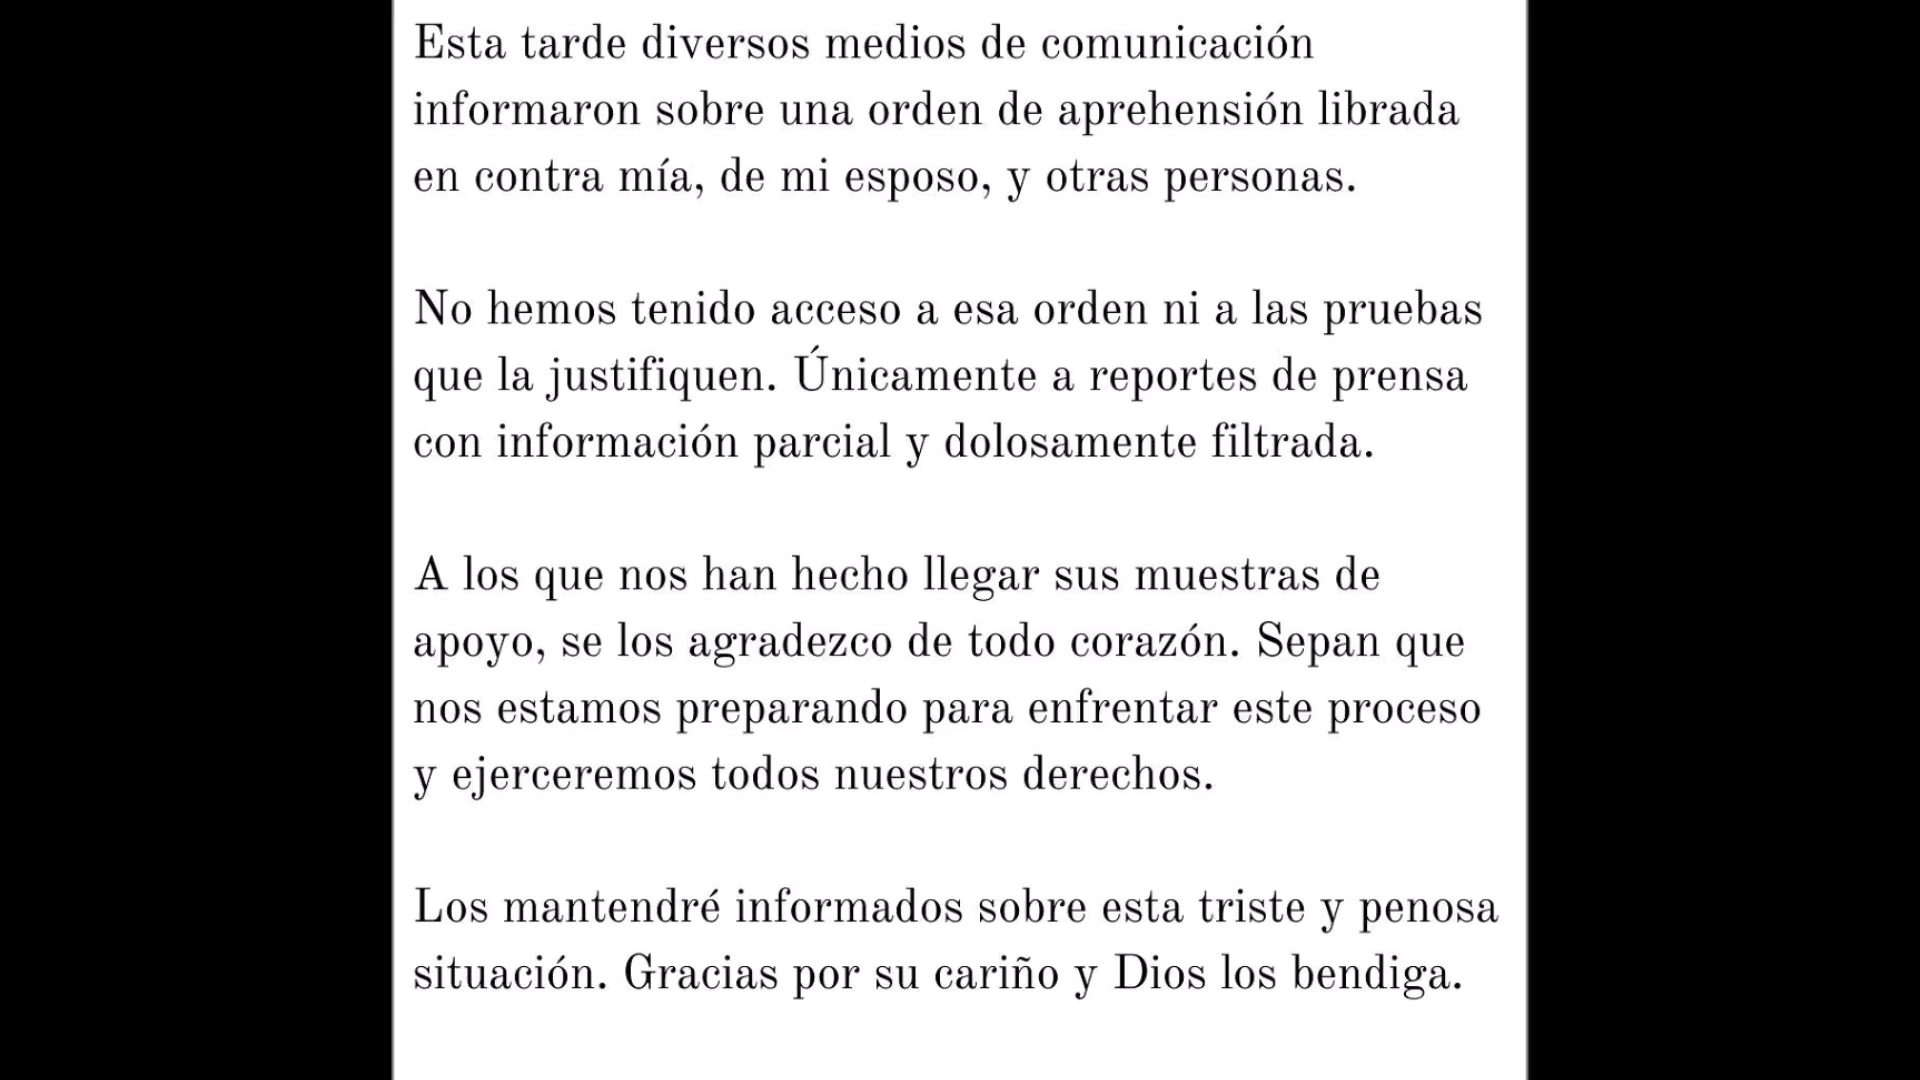 Esta tarde diversos medios de comunicación
informaron sobre una orden de aprehensión librada
en contra mía, de mi esposo, y otras personas.
No hemos tenido acceso a esa orden ni a las pruebas
que la justifiquen. Únicamente a reportes de prensa
con información parcial y dolosamente filtrada.
A los que nos han hecho llegar sus muestras de
apoyo, se los agradezco de todo corazón. Sepan que
nos estamos preparando para enfrentar este proceso
y ejerceremos todos nuestros derechos.
Los mantendré informados sobre esta triste y penosa
situación. Gracias por su cariño y Dios los bendiga.